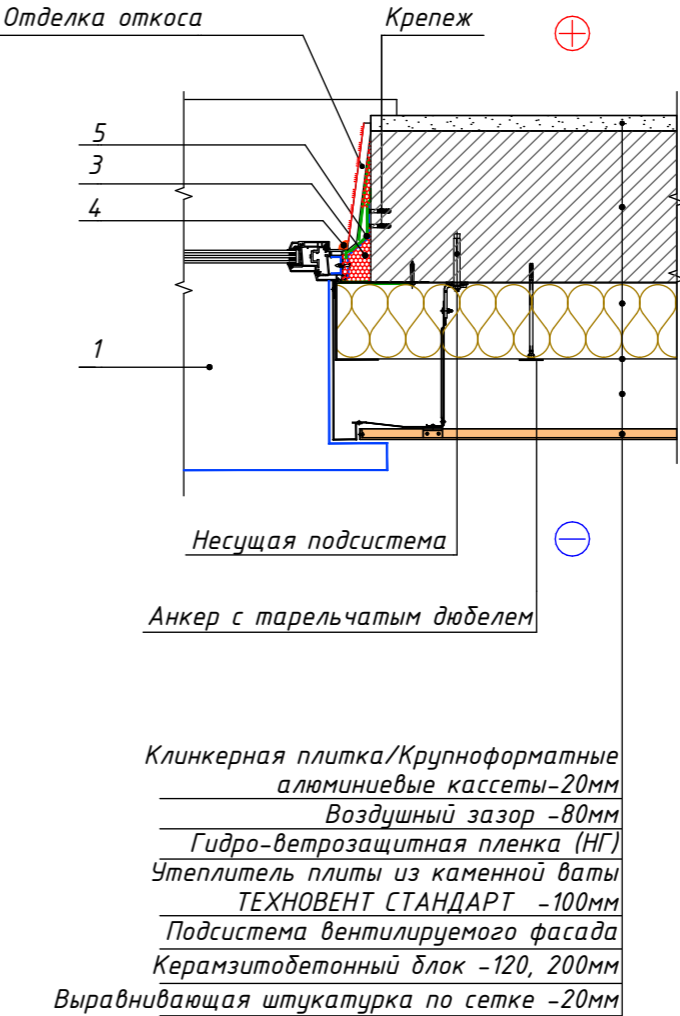 Отделка откоса
Крепеж
5
3
4
1
Несущая подсистема
Анкер с тарельчатым дюбелем
Клинкерная плитка/Крупноформатные
алюминиевые кассеты-20мм
Воздушный зазор -80мм
Гидро-ветрозащитная пленка (НГ)
Утеплитель плиты из каменной ваты
ТЕХНОВЕНТ СТАНДАРТ -100мм
Подсистема вентилируемого фасада
Керамзитобетонный блок -120, 200мм
Выравнивающая штукатурка по сетке -20мм